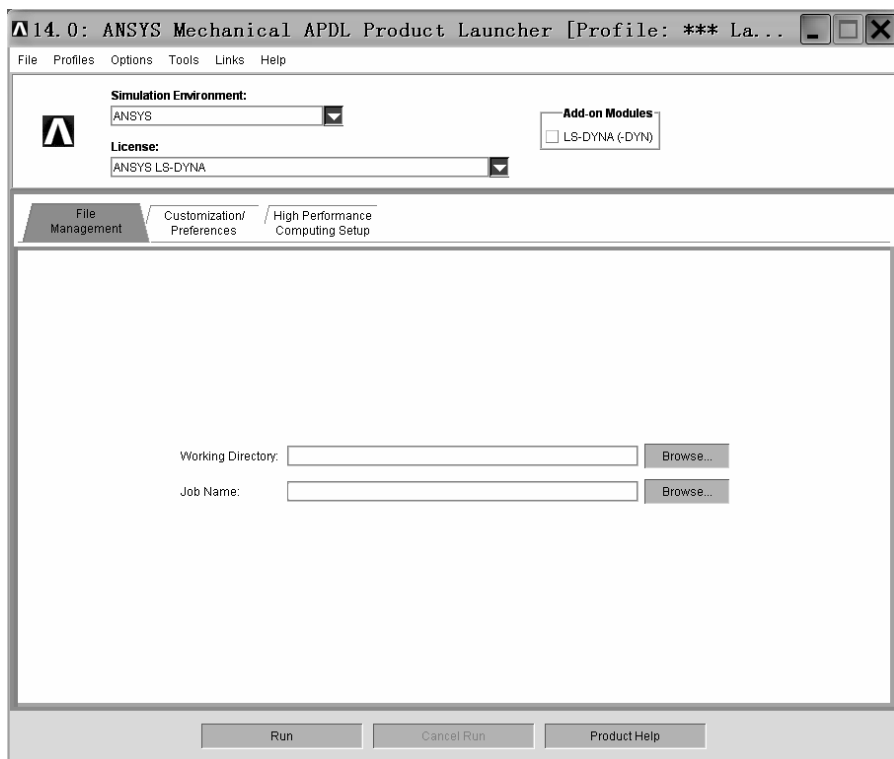 14.0: ANSYS Mechanical APDL Product Launcher [Profile: *** La...
File Profiles Options Tools Links Help
Simulation Environment:
ANSYS
Add-on Modules
LS-DYNA (-DYN)
License:
ANSYS LS-DYNA
File
Management
Customization/
Preferences
High Performance
Computing Setup
Working Directory:
Browse...
Job Name:
Browse...
Run
Cancel Run
Product Help